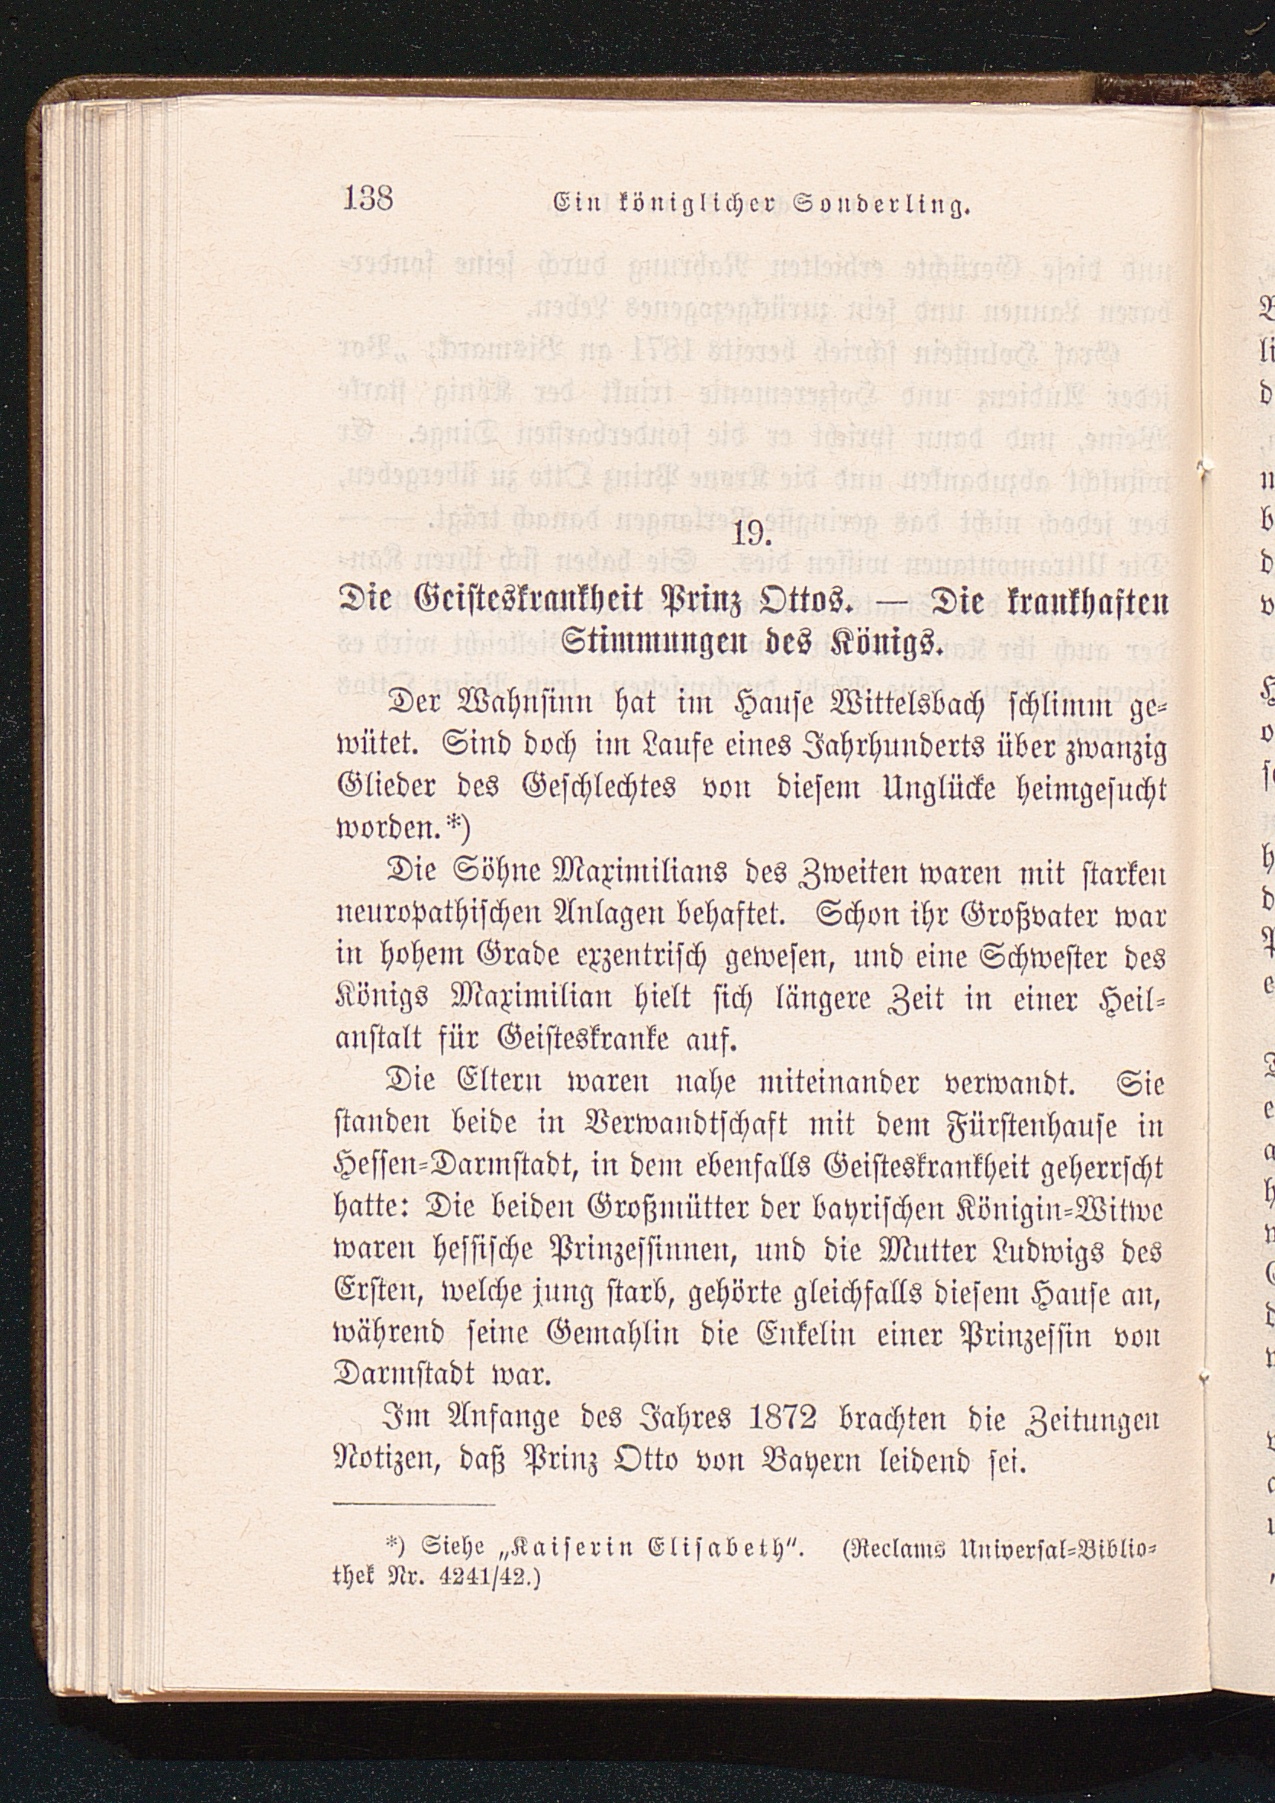 138 Ein königlicher Sonderling.
19.
Die Geisteskrankheit Prinz Ottos. — Die krankhaften
Stimmungen des Königs.
Der Wahnsinn hat im Hause Wittelsbach schlimm ge-
wütet. Sind doch im Laufe eines Jahrhunderts über zwanzig
Glieder des Geschlechtes von diesem Unglücke heimgesucht
worden.*)
Die Söhne Maximilians des Zweiten waren mit starken
neuropathischen Anlagen behaftet. Schon ihr Großvater war
in hohem Grade exzentrisch gewesen, und eine Schwester des
Königs Maximilian hielt sich längere Zeit in einer Heil-
anstalt für Geisteskranke auf.
Die Eltern waren nahe miteinander verwandt. Sie
standen beide in Verwandtschaft mit dem Fürstenhause in
Hessen-Darmstadt, in dem ebenfalls Geisteskrankheit geherrscht
hatte: Die beiden Großmütter der bayrischen Königin-Witwe
waren hessische Prinzessinnen, und die Mutter Ludwigs des
Ersten, welche jung starb, gehörte gleichfalls diesem Hause an,
während seine Gemahlin die Enkelin einer Prinzessin von
Darmstadt war.
Im Anfange des Jahres 1872 brachten die Zeitungen
Notizen, daß Prinz Otto von Bayern leidend sei.
*) Siehe „Kaiserin Elisabeth“. (Reclams Universal-Biblio-
thek Nr. 4241/42.)